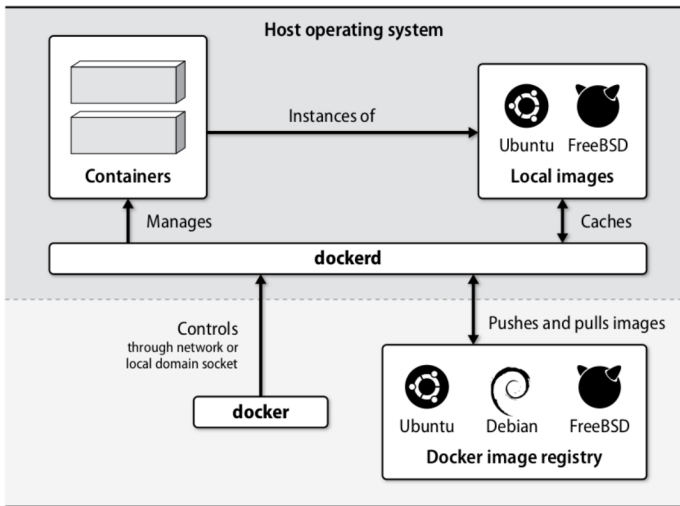 Host operating system
Instances of
Ubuntu FreeBSD
Containers
Local images
Manages
Caches
dockerd
Controls
through network or
local domain socket
Pushes and pulls images
docker
Ubuntu Debian FreeBSD
Docker image registry